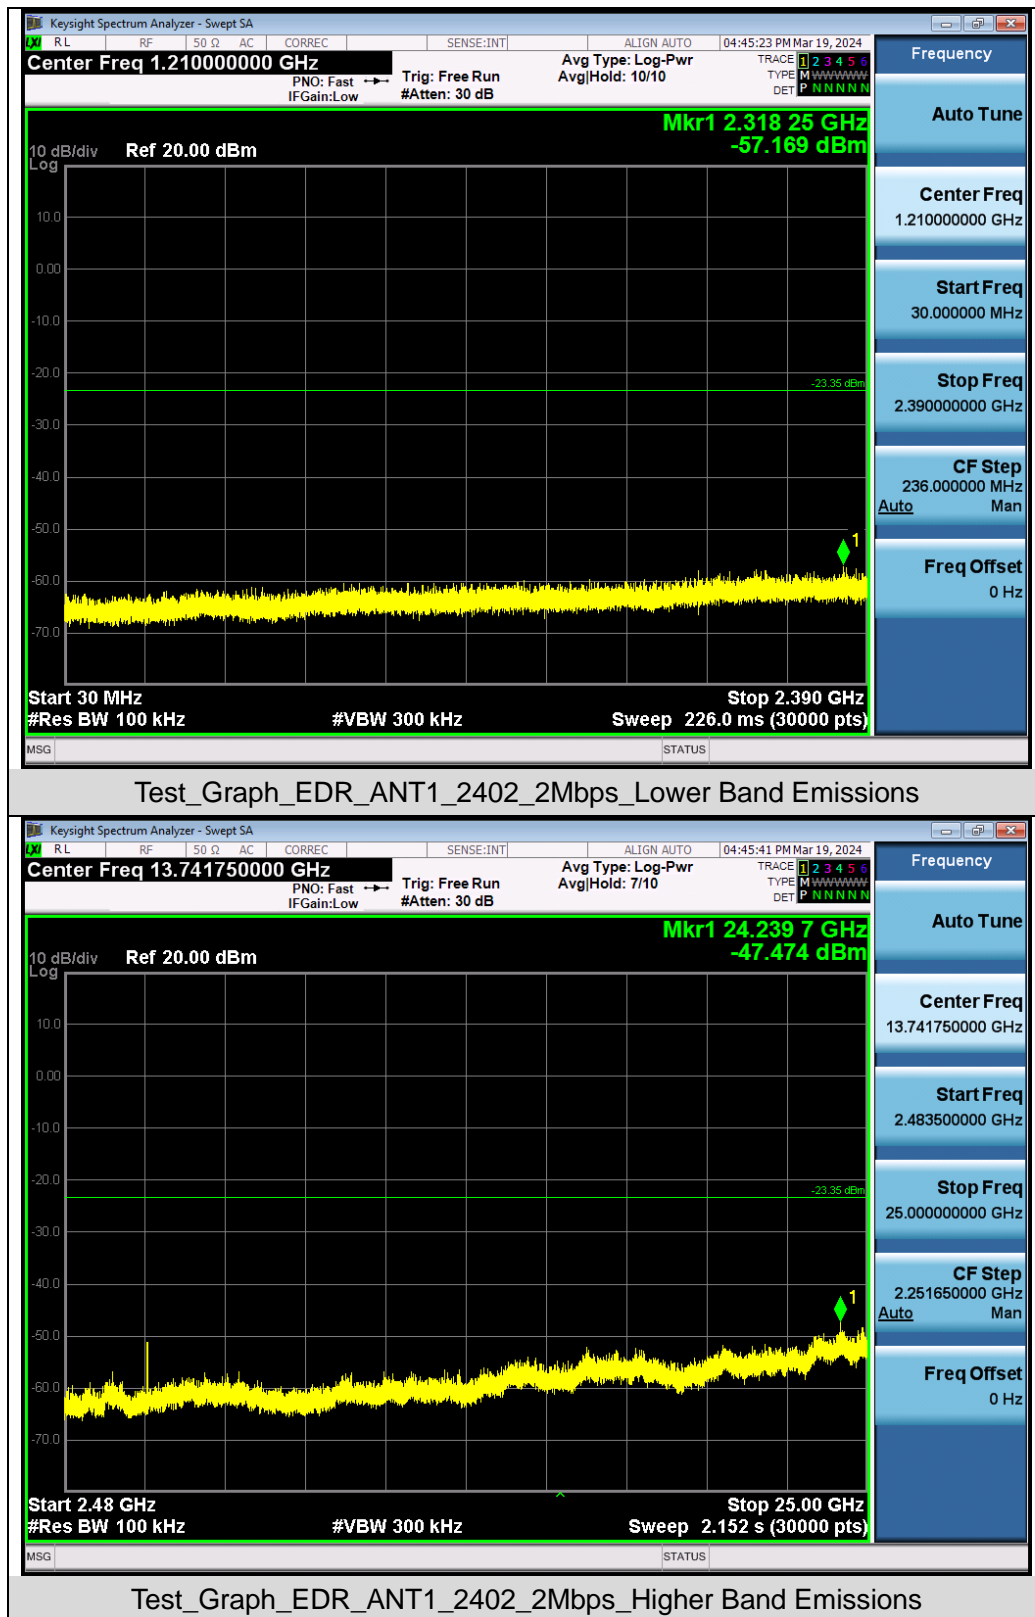 Keysight Spectrum Analyzer - Swept SA
LXI RL RF 50 Ω AC CORREC SENSE:INT ALIGN AUTO 04:45:23 PM Mar 19, 2024
Center Freq 1.210000000 GHz
PNO: Fast
IFGain:Low
Trig: Free Run
#Atten: 30 dB
Avg Type: Log-Pwr
Avg|Hold: 10/10
TRACE 1 2 3 4 5 6
TYPE M W W W W W
DET P N N N N N
Mkr1 2.318 25 GHz
-57.169 dBm
10 dB/div Ref 20.00 dBm
Log
10.0
0.00
-10.0
-20.0
-23.35 dBm
-30.0
-40.0
-50.0
1
-60.0
-70.0
Start 30 MHz Stop 2.390 GHz
#Res BW 100 kHz #VBW 300 kHz Sweep 226.0 ms (30000 pts)
MSG STATUS
Frequency
Auto Tune
Center Freq
1.210000000 GHz
Start Freq
30.000000 MHz
Stop Freq
2.390000000 GHz
CF Step
236.000000 MHz
Auto Man
Freq Offset
0 Hz
Test_Graph_EDR_ANT1_2402_2Mbps_Lower Band Emissions
Keysight Spectrum Analyzer - Swept SA
LXI RL RF 50 Ω AC CORREC SENSE:INT ALIGN AUTO 04:45:41 PM Mar 19, 2024
Center Freq 13.741750000 GHz
PNO: Fast
IFGain:Low
Trig: Free Run
#Atten: 30 dB
Avg Type: Log-Pwr
Avg|Hold: 7/10
TRACE 1 2 3 4 5 6
TYPE M W W W W W
DET P N N N N N
Mkr1 24.239 7 GHz
-47.474 dBm
10 dB/div Ref 20.00 dBm
Log
10.0
0.00
-10.0
-20.0
-23.35 dBm
-30.0
-40.0
1
-50.0
-60.0
-70.0
Start 2.48 GHz Stop 25.00 GHz
#Res BW 100 kHz #VBW 300 kHz Sweep 2.152 s (30000 pts)
MSG STATUS
Frequency
Auto Tune
Center Freq
13.741750000 GHz
Start Freq
2.483500000 GHz
Stop Freq
25.000000000 GHz
CF Step
2.251650000 GHz
Auto Man
Freq Offset
0 Hz
Test_Graph_EDR_ANT1_2402_2Mbps_Higher Band Emissions